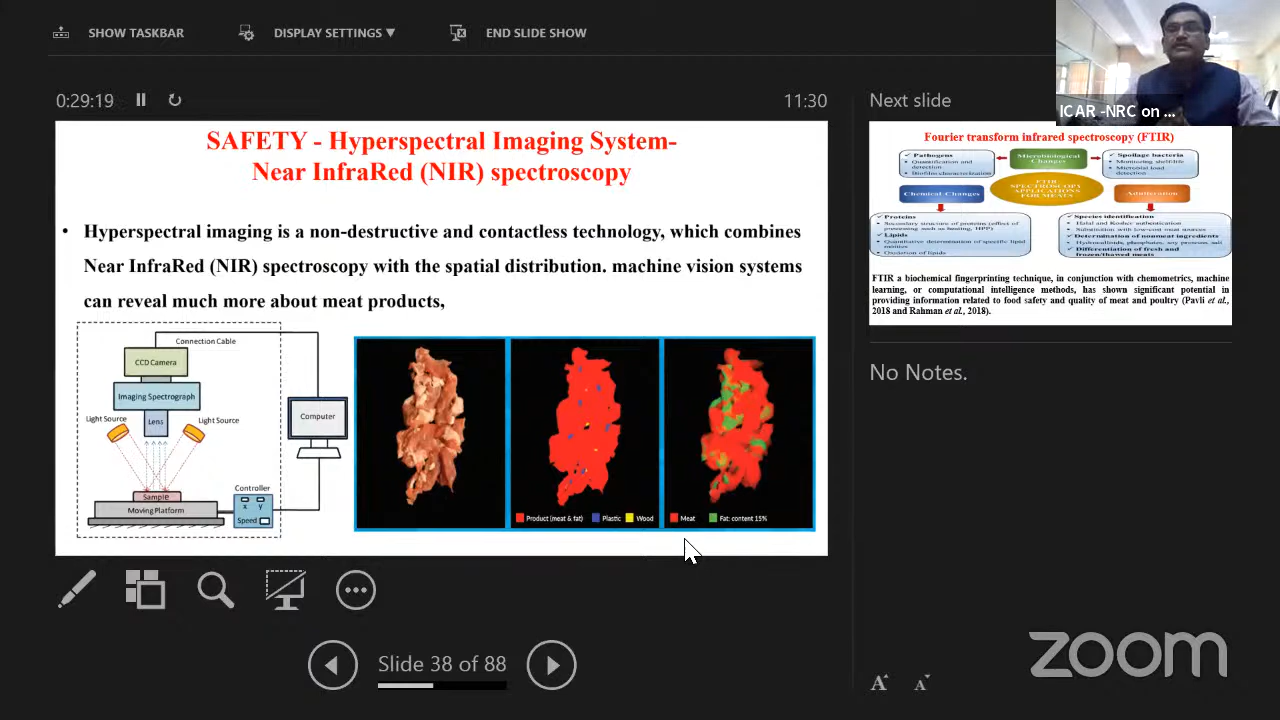 SHOW TASKBAR
DISPLAY SETTINGS ▼
END SLIDE SHOW
0:29:19
11:30
Next slide
ICAR -NRC on ...
SAFETY - Hyperspectral Imaging System-
Near InfraRed (NIR) spectroscopy
• Hyperspectral imaging is non-destructive but contactless technology, which combines
Near InfraRed (NIR) spectroscopy with the spatial distribution. machine vision systems
can reveal much more about meat products,
Connection Cable
CCD Camera
Imaging Spectrograph
Light Source
Lens
Light Source
Computer
Sample
Moving Platform
Controller
x y
Speed
Product (meat & fat)
Plastic
Wood
Meat
Fat: content 15%
Fourier transform infrared spectroscopy (FTIR)
Pathogens
Quantification and
detection
Biofilm characterization
Microbiological
Changes
Spoilage bacteria
Monitoring shelf-life
Microbial load
detection
Chemical Changes
FTIR
SPECTROSCOPY
APPLICATIONS
FOR MEATS
Adulteration
Proteins
Secondary structure of proteins (effect of
processing such as heating, HPP)
Lipids
Quantitative determination of specific lipid
Oxidation of lipids
Species identification
Halal and Kosher authentication
Substitution with low-cost meat sources
Determination of nonmeat ingredients
Hydrocolloids, phosphates, soy proteins, salt
Differentiation of fresh and
frozen/thawed meats
FTIR a biochemical fingerprinting technique, in conjunction with chemometrics, machine
learning, or computational intelligence methods, has shown significant potential in
providing information related to food safety and quality of meat and poultry (Pavli et al.,
2018 and Rahman et al., 2018).
No Notes.
Slide 38 of 88
A A
zoom